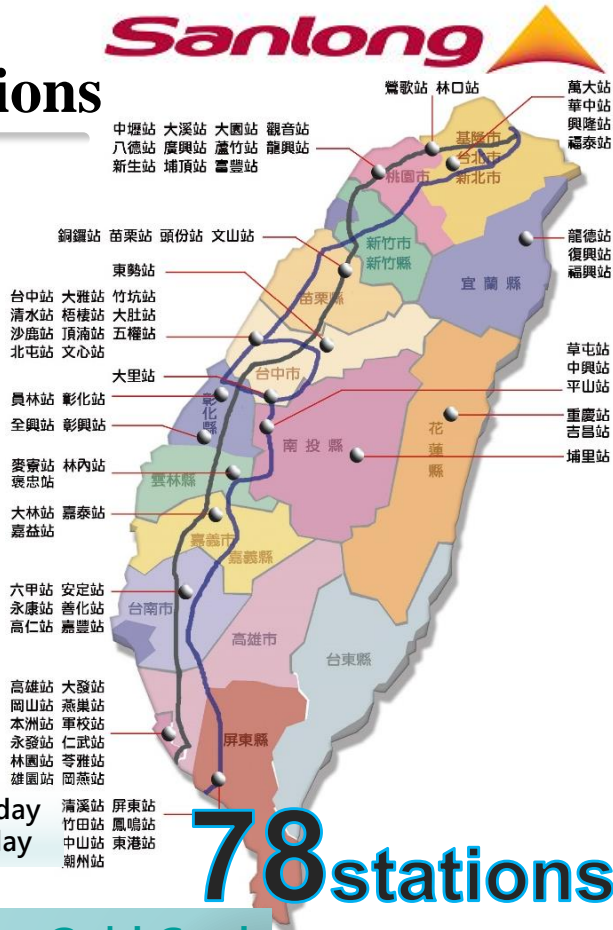 Sanlong
ions
鶯歌站 林口站
萬大站
華中站
興隆站
福泰站
中壢站 大溪站 大園站 觀音站
八德站 廣興站 蘆竹站 龍興站
新生站 埔頂站 富豐站
基隆市
台北市
新北市
桃園市
銅鑼站 苗栗站 頭份站 文山站
新竹市
新竹縣
龍德站
復興站
福興站
宜蘭縣
東勢站
苗栗縣
台中站 大雅站 竹坑站
清水站 梧棲站 大肚站
沙鹿站 頂湳站 五權站
北屯站 文心站
草屯站
中興站
平山站
大里站
台中市
員林站 彰化站
全興站 彰興站
彰化縣
重慶站
吉昌站
花蓮縣
南投縣
埔里站
麥寮站 林內站
褒忠站
雲林縣
大林站 嘉泰站
嘉益站
嘉義市
嘉義縣
六甲站 安定站
永康站 善化站
高仁站 嘉豐站
台南市
高雄市
台東縣
高雄站 大發站
岡山站 燕巢站
本洲站 軍校站
永發站 仁武站
林園站 苓雅站
雄園站 岡燕站
屏東縣
day
lay
清溪站 屏東站
竹田站 鳳鳴站
中山站 東港站
潮州站
78stations